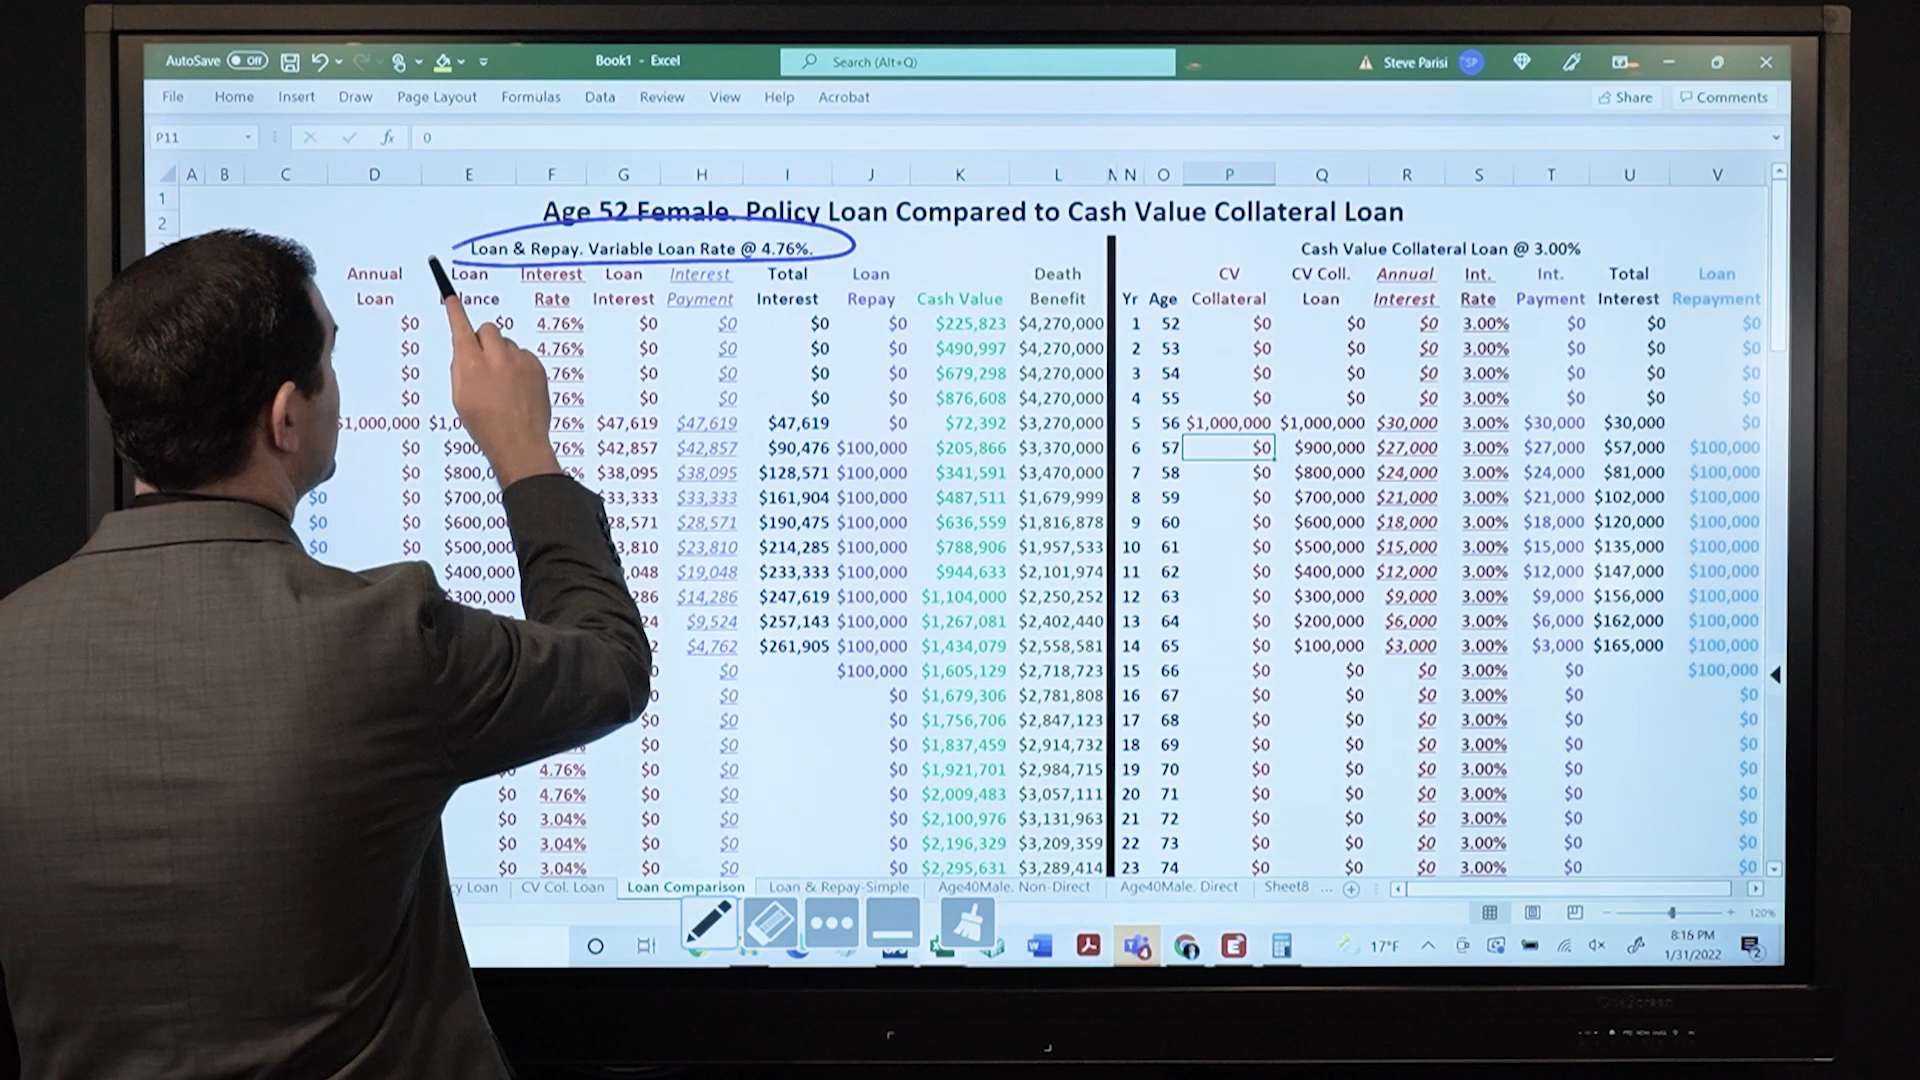 AutoSave Off Book1 - Excel Search (Alt+Q) Steve Parisi SP
File Home Insert Draw Page Layout Formulas Data Review View Help Acrobat Share Comments
P11 fx 0
A B C D E F G H I J K L N O P Q R S T U V
1 Age 52 Female. Policy Loan Compared to Cash Value Collateral Loan
2
Loan & Repay. Variable Loan Rate @ 4.76%. Cash Value Collateral Loan @ 3.00%
Annual Loan Interest Loan Interest Total Loan Death CV CV Coll. Annual Int. Int. Total Loan
Loan Rate Interest Payment Interest Repay Cash Value Benefit Yr Age Collateral Loan Interest Rate Payment Interest Repayment
$0 $0 4.76% $0 $0 $0 $0 $225,823 $4,270,000 1 52 $0 $0 $0 3.00% $0 $0 $0
$0 4.76% $0 $0 $0 $0 $490,997 $4,270,000 2 53 $0 $0 $0 3.00% $0 $0 $0
$0 $0 $0 $0 $0 $679,298 $4,270,000 3 54 $0 $0 $0 3.00% $0 $0 $0
$0 $0 $0 $0 $0 $876,608 $4,270,000 4 55 $0 $0 $0 3.00% $0 $0 $0
$1,000,000 $47,619 $47,619 $47,619 $0 $72,392 $3,270,000 5 56 $1,000,000 $1,000,000 $30,000 3.00% $30,000 $30,000 $0
$0 $42,857 $42,857 $90,476 $100,000 $205,866 $3,370,000 6 57 $0 $900,000 $27,000 3.00% $27,000 $57,000 $100,000
$0 $38,095 $38,095 $128,571 $100,000 $341,591 $3,470,000 7 58 $0 $800,000 $24,000 3.00% $24,000 $81,000 $100,000
$0 $0 $33,333 $161,904 $100,000 $487,511 $1,679,999 8 59 $0 $700,000 $21,000 3.00% $21,000 $102,000 $100,000
$0 $0 $28,571 $190,475 $100,000 $636,559 $1,816,878 9 60 $0 $600,000 $18,000 3.00% $18,000 $120,000 $100,000
$0 $0 $500,000 $23,810 $214,285 $100,000 $788,906 $1,957,533 10 61 $0 $500,000 $15,000 3.00% $15,000 $135,000 $100,000
$400,000 $19,048 $233,333 $100,000 $944,633 $2,101,974 11 62 $0 $400,000 $12,000 3.00% $12,000 $147,000 $100,000
$300,000 $14,286 $247,619 $100,000 $1,104,000 $2,250,252 12 63 $0 $300,000 $9,000 3.00% $9,000 $156,000 $100,000
$9,524 $257,143 $100,000 $1,267,081 $2,402,440 13 64 $0 $200,000 $6,000 3.00% $6,000 $162,000 $100,000
$4,762 $261,905 $100,000 $1,434,079 $2,558,581 14 65 $0 $100,000 $3,000 3.00% $3,000 $165,000 $100,000
$0 $100,000 $1,605,129 $2,718,723 15 66 $0 $0 $0 3.00% $0 $100,000
$0 $0 $1,679,306 $2,781,808 16 67 $0 $0 $0 3.00% $0 $0
$0 $0 $0 $1,756,706 $2,847,123 17 68 $0 $0 $0 3.00% $0 $0
$0 $0 $0 $1,837,459 $2,914,732 18 69 $0 $0 $0 3.00% $0 $0
4.76% $0 $0 $0 $1,921,701 $2,984,715 19 70 $0 $0 $0 3.00% $0 $0
$0 4.76% $0 $0 $0 $2,009,483 $3,057,111 20 71 $0 $0 $0 3.00% $0 $0
$0 3.04% $0 $0 $0 $2,100,976 $3,131,963 21 72 $0 $0 $0 3.00% $0 $0
$0 3.04% $0 $0 $0 $2,196,329 $3,209,359 22 73 $0 $0 $0 3.00% $0 $0
$0 3.04% $0 $0 $0 $2,295,631 $3,289,414 23 74 $0 $0 $0 3.00% $0 $0
Loan CV Col. Loan Loan Comparison Loan & Repay-Simple Age40Male. Non-Direct Age40Male. Direct Sheet8 ...
120%
17°F 8:16 PM
1/31/2022